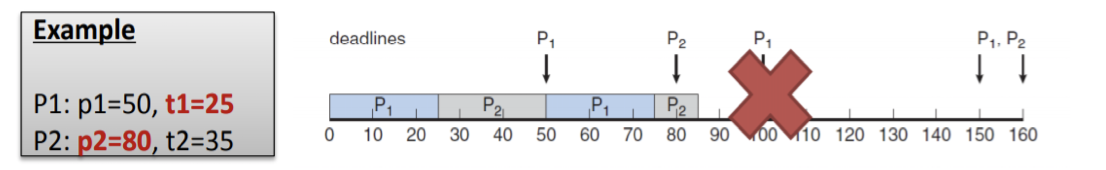 Example
P1: p1=50, t1=25
P2: p2=80, t2=35
deadlines P₁ P₂ P₁ P₁, P₂
P₁ P₂ P₁ P₂
0 10 20 30 40 50 60 70 80 90 100 110 120 130 140 150 160